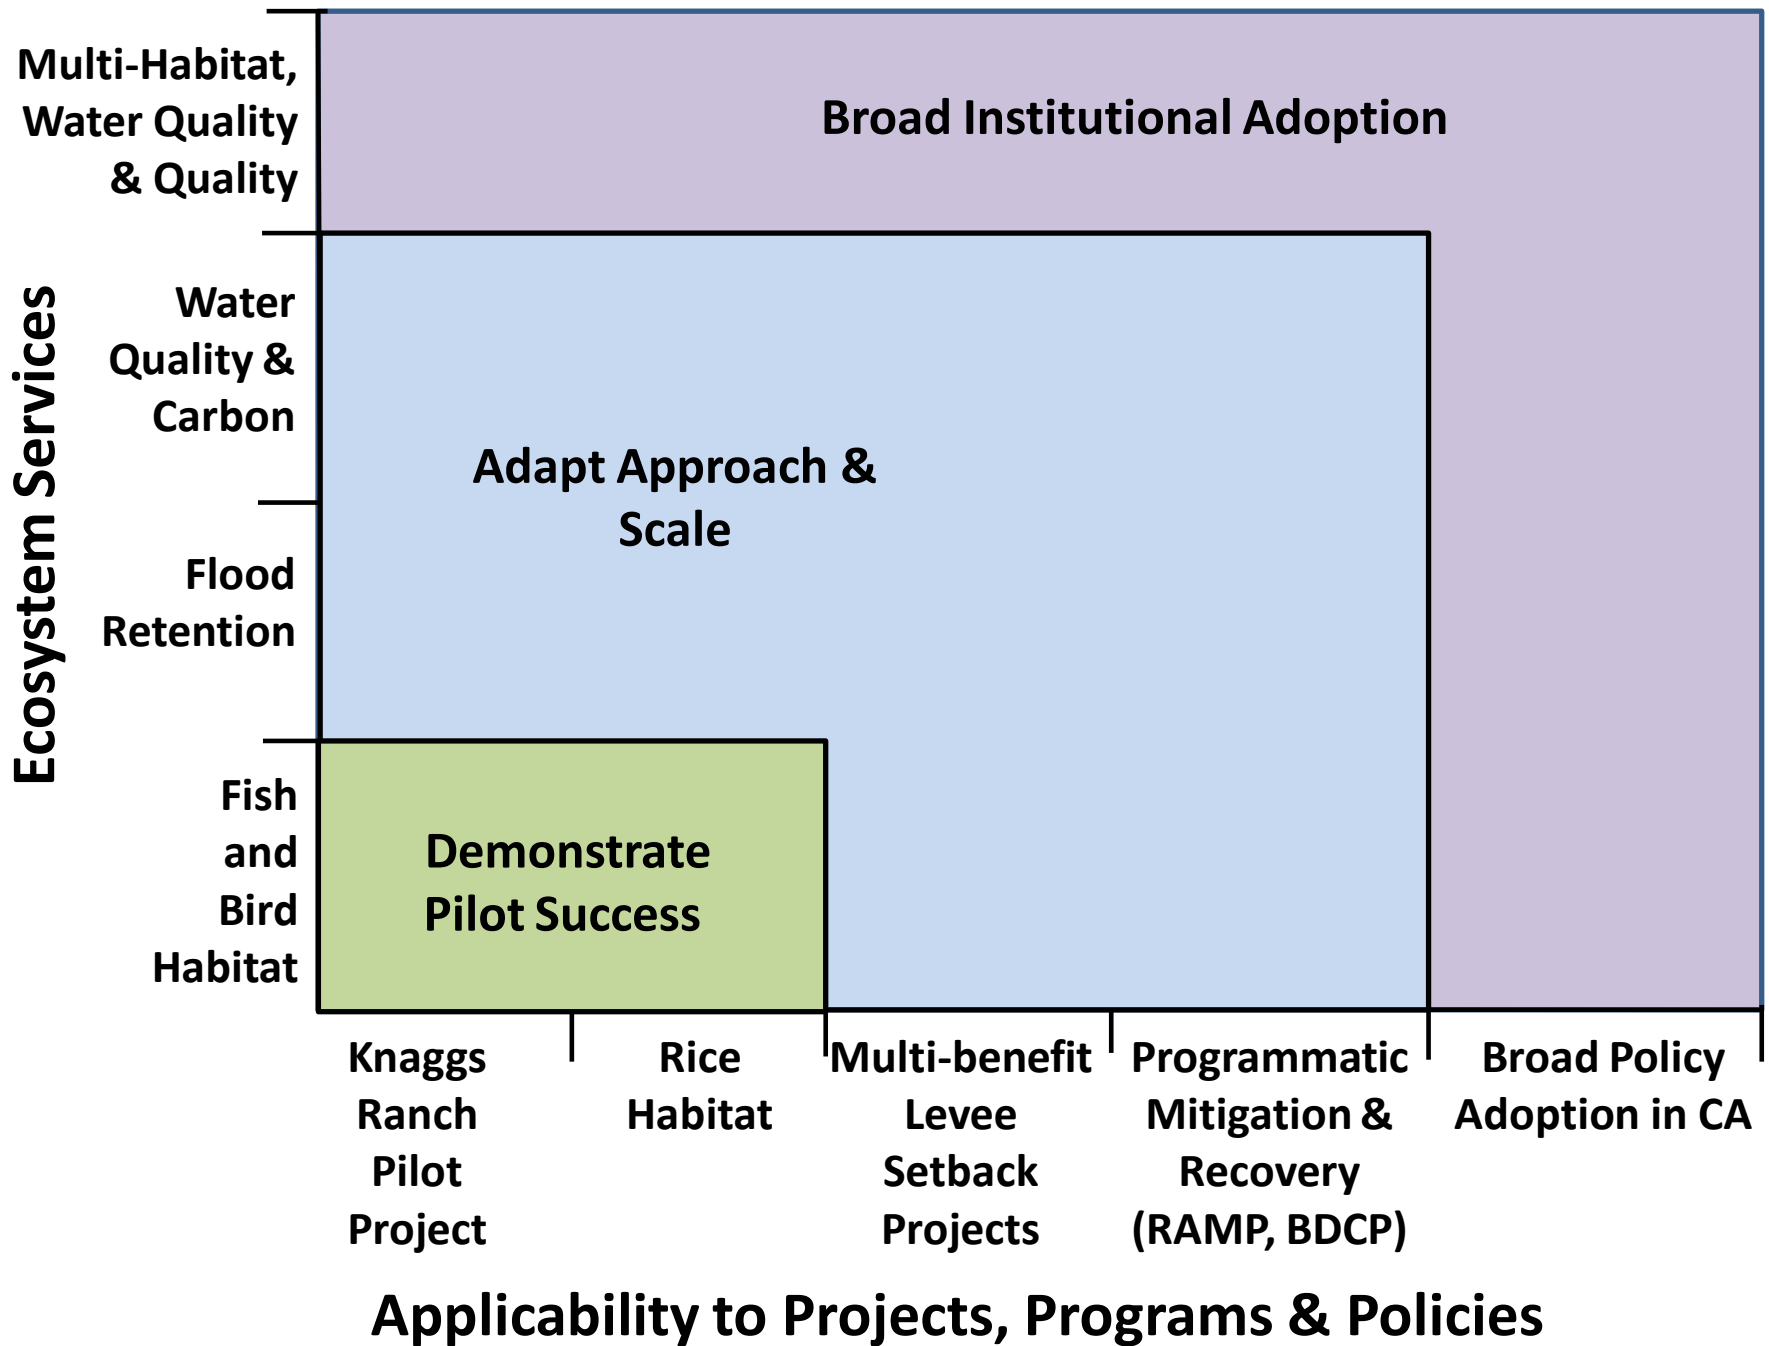 Multi-Habitat,
Water Quality
& Quality
Broad Institutional Adoption
Ecosystem Services
Water
Quality &
Carbon
Adapt Approach &
Scale
Flood
Retention
Fish
and
Bird
Habitat
Demonstrate
Pilot Success
Knaggs
Ranch
Pilot
Project
Rice
Habitat
Multi-benefit
Levee
Setback
Projects
Programmatic
Mitigation &
Recovery
(RAMP, BDCP)
Broad Policy
Adoption in CA
Applicability to Projects, Programs & Policies